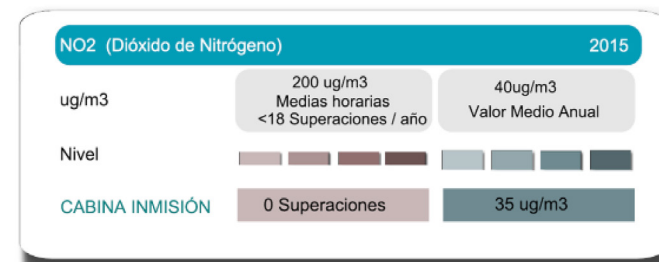 NO2 (Dióxido de Nitrógeno) 2015
ug/m3
200 ug/m3
Medias horarias
<18 Superaciones / año
40ug/m3
Valor Medio Anual
Nivel
CABINA INMISIÓN 0 Superaciones 35 ug/m3